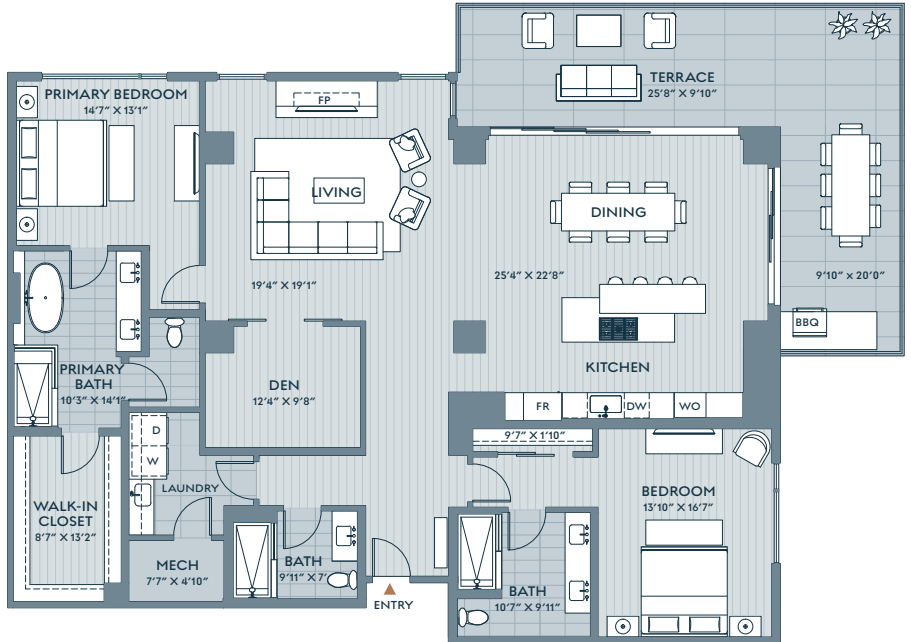 TERRACE
25'8" X 9'10"
PRIMARY BEDROOM
14'7" X 13'1"
FP
LIVING
DINING
19'4" X 19'1"
25'4" X 22'8"
9'10" x 20'0"
BBQ
KITCHEN
PRIMARY
BATH
10'3" X 14'1"
DEN
12'4" X 9'8"
FR
DW
WO
D
W
9'7" X 1'10"
LAUNDRY
BEDROOM
13'10" X 16'7"
WALK-IN
CLOSET
8'7" X 13'2"
MECH
7'7" X 4'10"
BATH
9'11" X 7'
BATH
10'7" X 9'11"
ENTRY